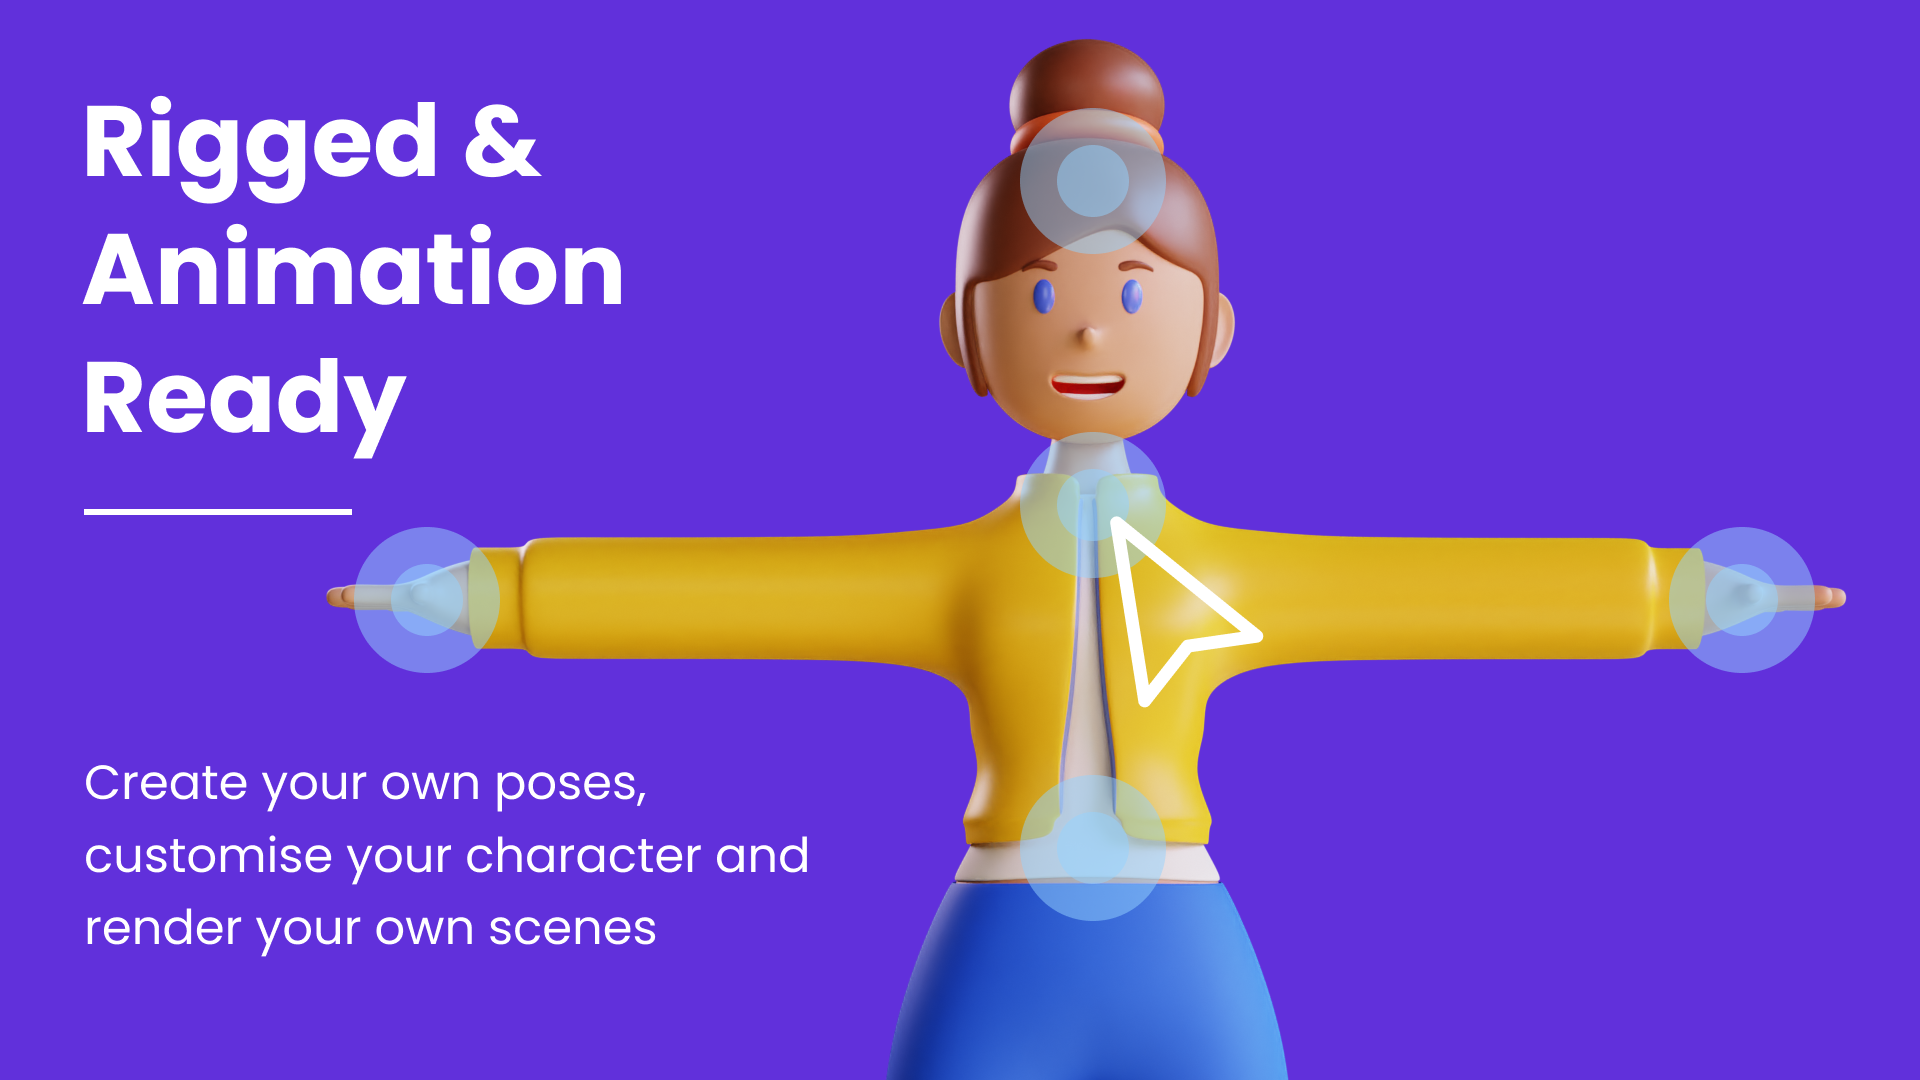 Rigged &
Animation
Ready
Create your own poses,
customise your character and
render your own scenes